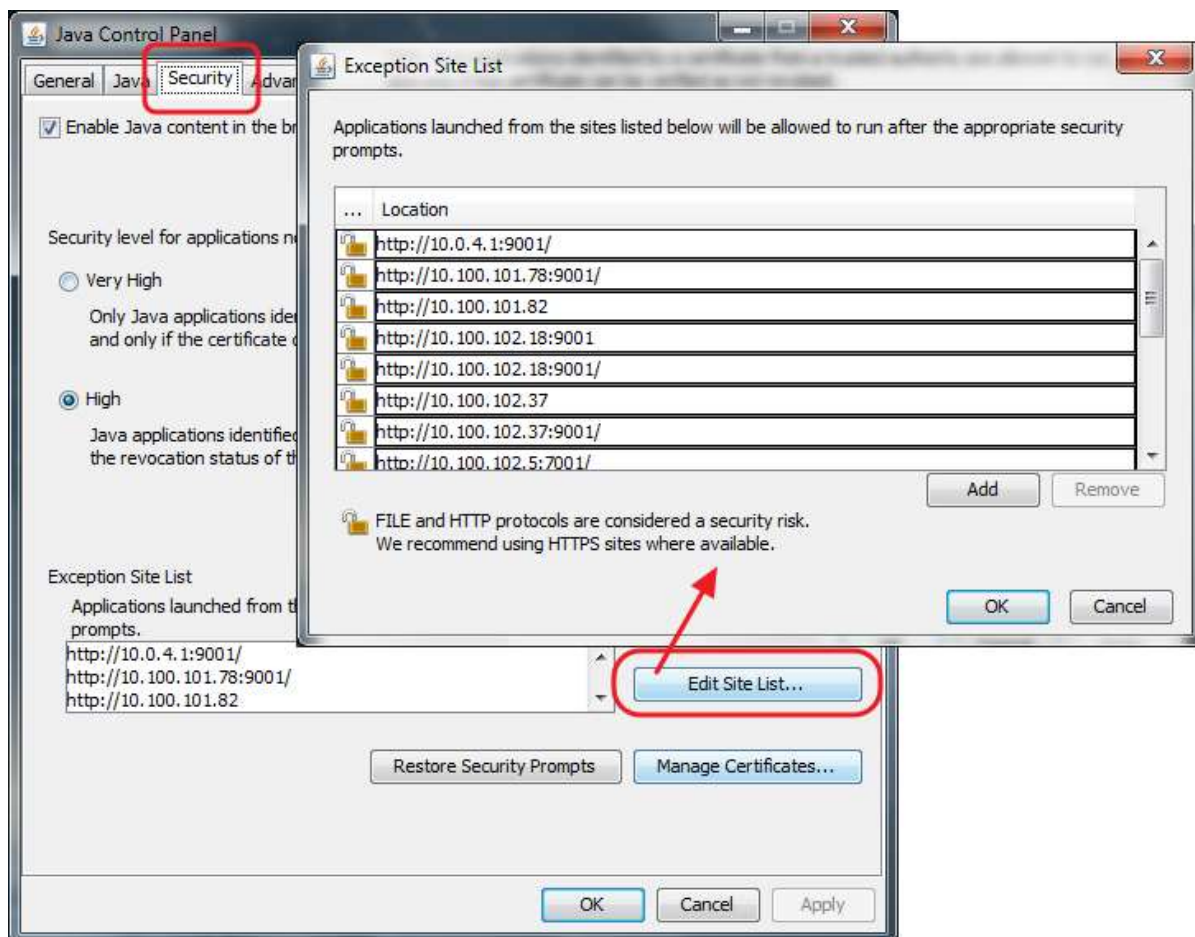 Java Control Panel
General Java Security Advan
Enable Java content in the br
Security level for applications n
Very High
Only Java applications ide
and only if the certificate
High
Java applications identified
the revocation status of th
Exception Site List
Applications launched from th
prompts.
http://10.0.4.1:9001/
http://10.100.101.78:9001/
http://10.100.101.82
Edit Site List...
Restore Security Prompts
Manage Certificates...
OK
Cancel
Apply
Exception Site List
Applications launched from the sites listed below will be allowed to run after the appropriate security
prompts.
... Location
http://10.0.4.1:9001/
http://10.100.101.78:9001/
http://10.100.101.82
http://10.100.102.18:9001
http://10.100.102.18:9001/
http://10.100.102.37
http://10.100.102.37:9001/
http://10.100.102.5:7001/
Add
Remove
FILE and HTTP protocols are considered a security risk.
We recommend using HTTPS sites where available.
OK
Cancel